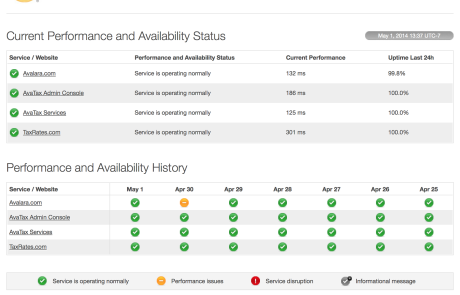 Current Performance and Availability Status
May 1, 2014 13:37 UTC-7
Service / Website Performance and Availability Status Current Performance Uptime Last 24h
Avalara.com Service is operating normally 132 ms 99.8%
AvaTax Admin Console Service is operating normally 186 ms 100.0%
AvaTax Services Service is operating normally 125 ms 100.0%
TaxRates.com Service is operating normally 301 ms 100.0%
Performance and Availability History
Service / Website May 1 Apr 30 Apr 29 Apr 28 Apr 27 Apr 26 Apr 25
Avalara.com
AvaTax Admin Console
AvaTax Services
TaxRates.com
Service is operating normally Performance issues Service disruption Informational message